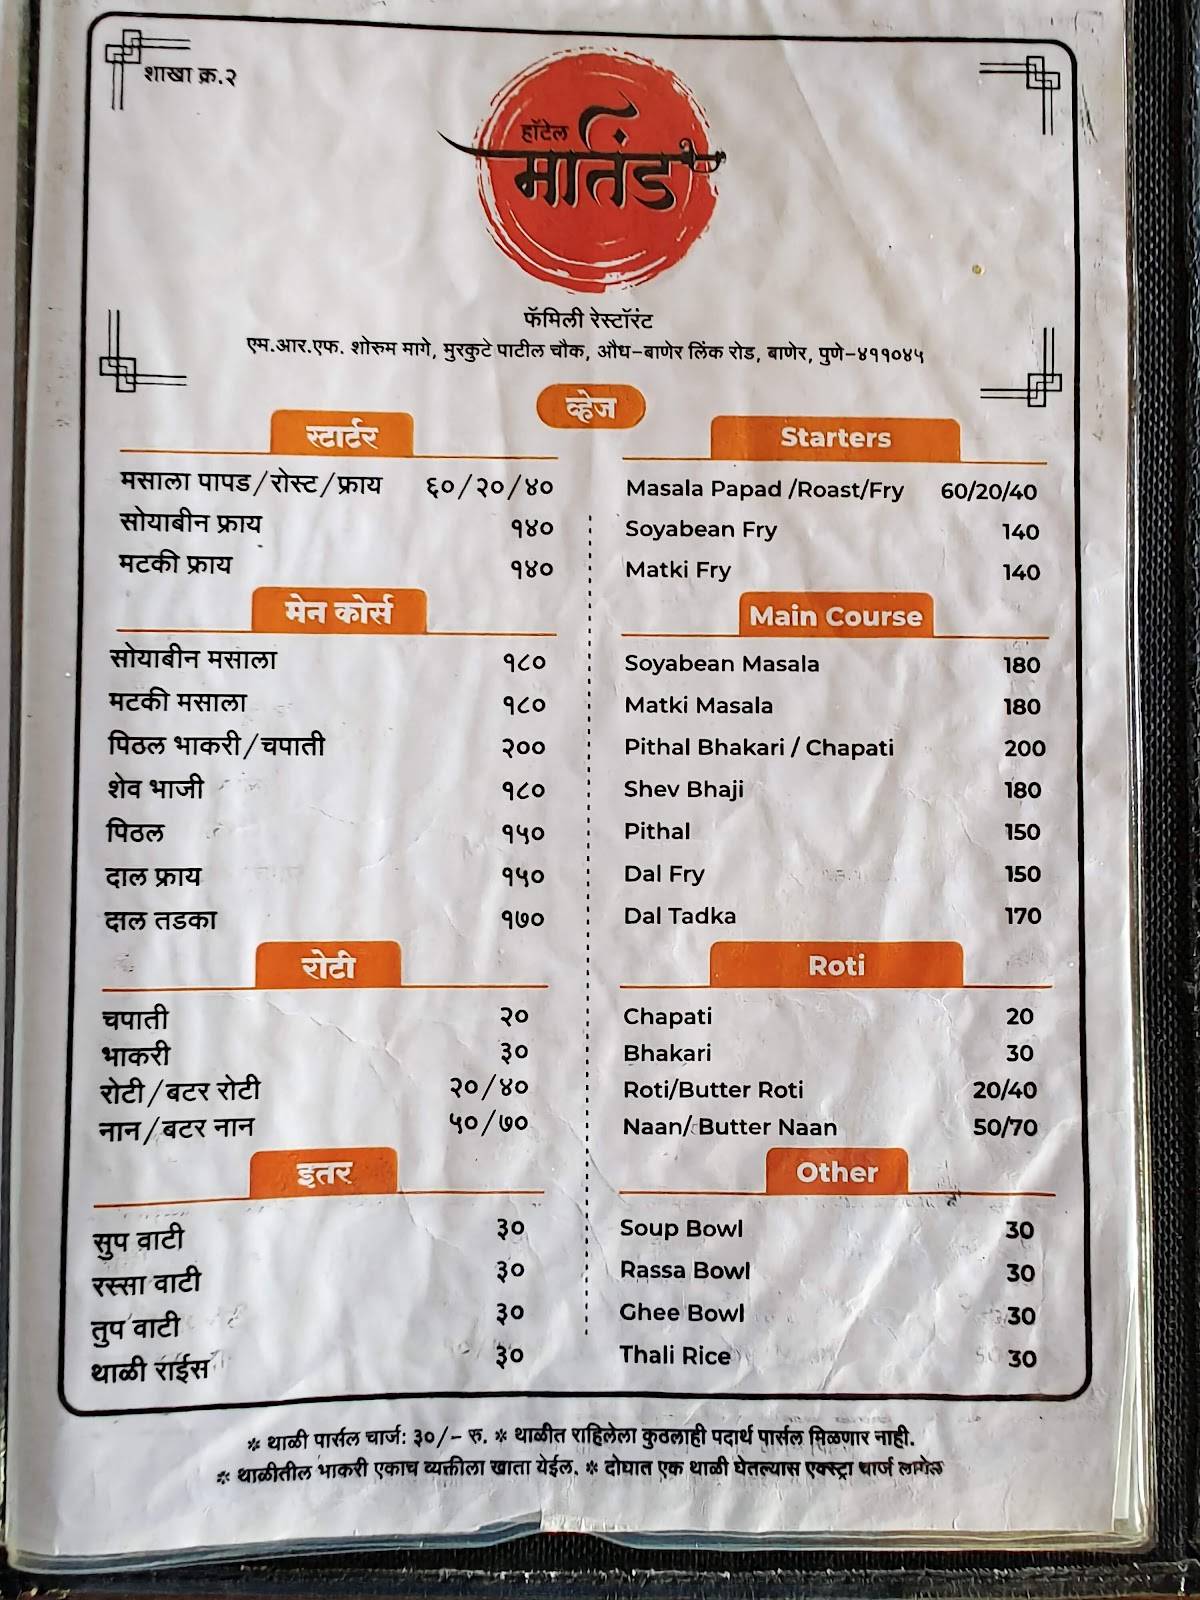 शाखा क्र.२
हॉटेल
मार्तंड
फॅमिली रेस्टॉरंट
एम.आर.एफ. शोरुम मागे, मुरकुटे पाटील चौक, औध-बाणेर लिंक रोड, बाणेर, पुणे-४११०४५
व्हेज
स्टार्टर
मसाला पापड/रोस्ट/फ्राय ६०/२०/४०
सोयाबीन फ्राय १४०
मटकी फ्राय १४०
मेन कोर्स
सोयाबीन मसाला १८०
मटकी मसाला १८०
पिठल भाकरी/चपाती २००
शेव भाजी १८०
पिठल १५०
दाल फ्राय १५०
दाल तडका १७०
रोटी
चपाती २०
भाकरी ३०
रोटी/बटर रोटी २०/४०
नान/बटर नान ५०/७०
इतर
सुप वाटी ३०
रस्सा वाटी ३०
तुप वाटी ३०
थाळी राईस ३०
Starters
Masala Papad /Roast/Fry 60/20/40
Soyabean Fry 140
Matki Fry 140
Main Course
Soyabean Masala 180
Matki Masala 180
Pithal Bhakari / Chapati 200
Shev Bhaji 180
Pithal 150
Dal Fry 150
Dal Tadka 170
Roti
Chapati 20
Bhakari 30
Roti/Butter Roti 20/40
Naan/ Butter Naan 50/70
Other
Soup Bowl 30
Rassa Bowl 30
Ghee Bowl 30
Thali Rice 30
* थाळी पार्सल चार्ज: ३०/- रु. * थाळीत राहिलेला कुठलाही पदार्थ पार्सल मिळणार नाही.
* थाळीतील भाकरी एकाच व्यक्तीला खाता येईल. * दोघात एक थाळी घेतल्यास एक्स्ट्रा चार्ज लागेल